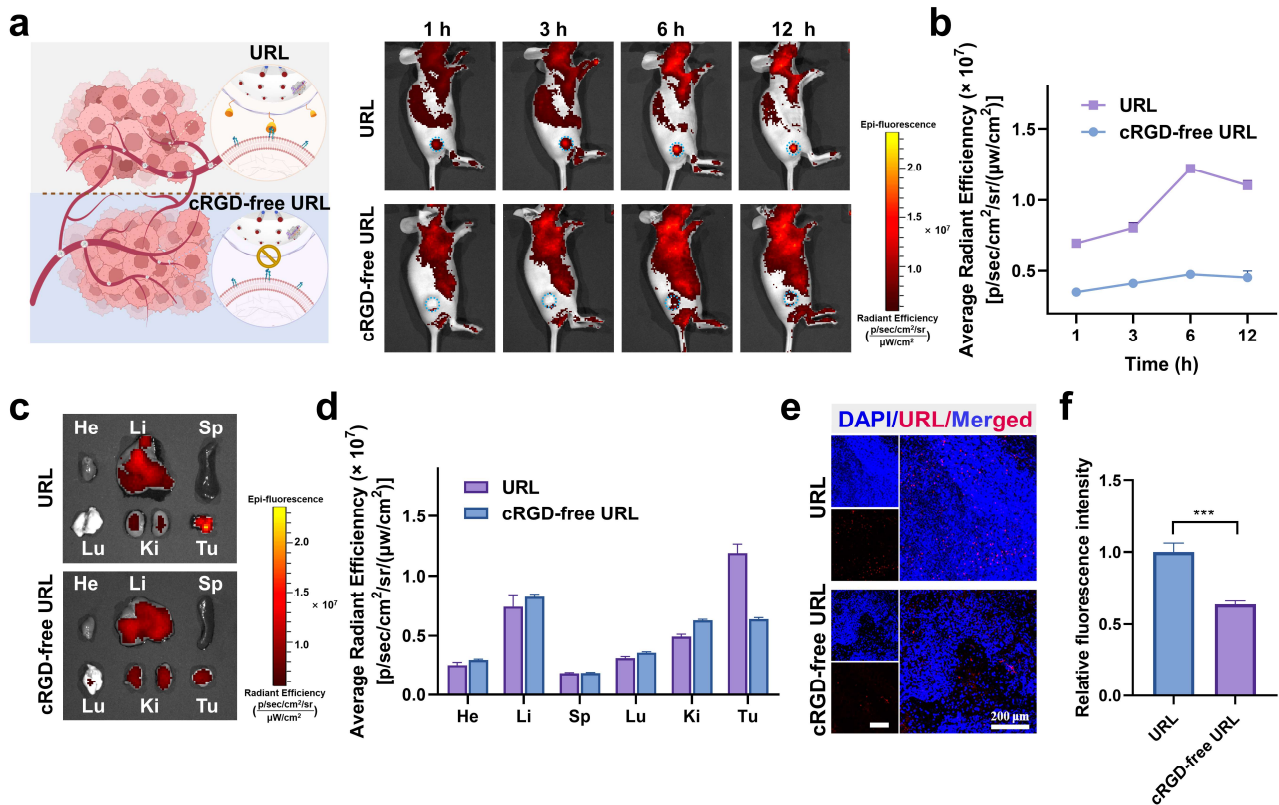 a
URL
cRGD-free URL
1 h
3 h
6 h
12 h
URL
cRGD-free URL
Epi-fluorescence
2.0
1.5
× 10⁷
1.0
Radiant Efficiency
(p/sec/cm²/sr / μW/cm²)
b
Average Radiant Efficiency (× 10⁷)
[p/sec/cm²/sr/(μw/cm²)]
URL
cRGD-free URL
1.5
1.0
0.5
1
3
6
12
Time (h)
c
URL
He
Li
Sp
Lu
Ki
Tu
cRGD-free URL
He
Li
Sp
Lu
Ki
Tu
Epi-fluorescence
2.0
1.5
× 10⁷
1.0
Radiant Efficiency
(p/sec/cm²/sr / μW/cm²)
d
Average Radiant Efficienncy (× 10⁷)
[p/sec/cm²/sr/(μw/cm²)]
URL
cRGD-free URL
1.5
1.0
0.5
0.0
He
Li
Sp
Lu
Ki
Tu
e
DAPI/URL/Merged
URL
cRGD-free URL
200 μm
f
Relative fluorescence intensity
1.5
1.0
0.5
0.0
***
URL
cRGD-free URL